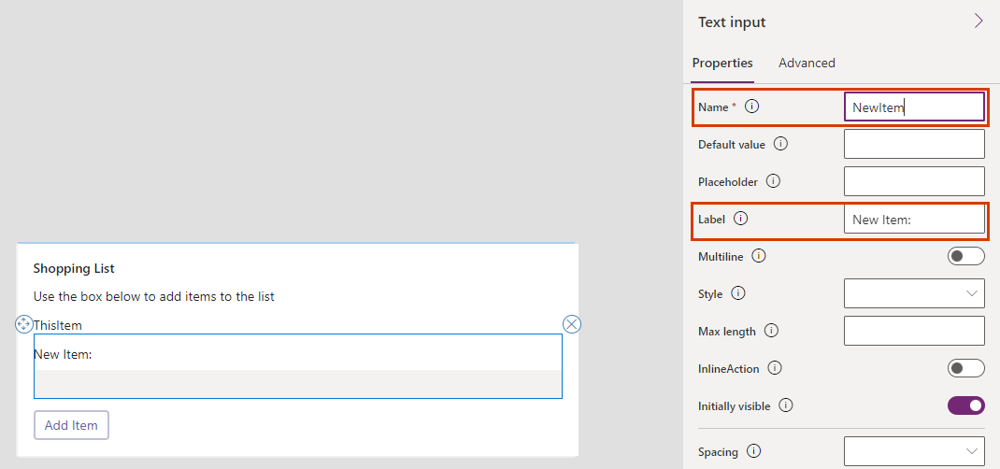 Text input
Properties Advanced
Name * NewItem
Default value
Placeholder
Label New Item:
Multiline
Style
Max length
InlineAction
Initially visible
Spacing
Shopping List
Use the box below to add items to the list
ThisItem
New Item:
Add Item